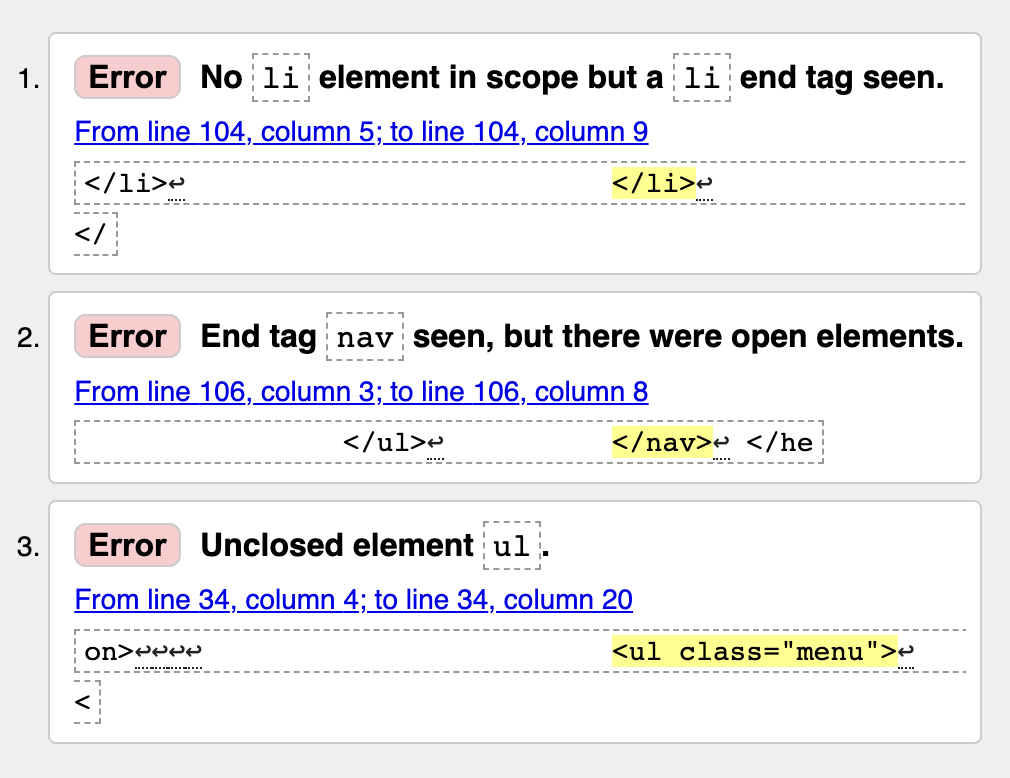 1. Error No li element in scope but a li end tag seen.
From line 104, column 5; to line 104, column 9
</li>↩ </li>↩
</
2. Error End tag nav seen, but there were open elements.
From line 106, column 3; to line 106, column 8
</ul>↩ </nav>↩ </he
3. Error Unclosed element ul.
From line 34, column 4; to line 34, column 20
on>↩↩↩↩ <ul class="menu">↩
<